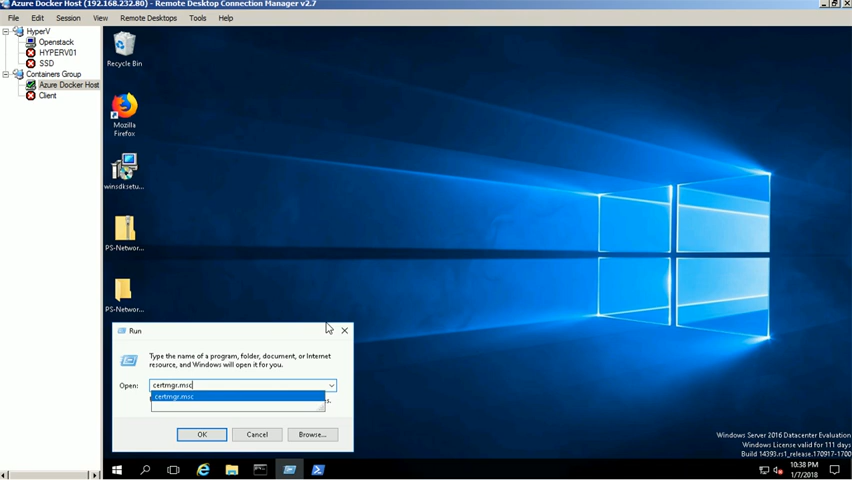 Azure Docker Host (192.168.232.80) - Remote Desktop Connection Manager v2.7
File Edit Session View Remote Desktops Tools Help
HyperV
Openstack
HYPERV01
SSD
Containers Group
Azure Docker Host
Client
Recycle Bin
Mozilla
Firefox
winsdksetu...
PS-Networ...
PS-Networ...
Run
Type the name of a program, folder, document, or Internet
resource, and Windows will open it for you.
Open: certmgr.msc
certmgr.msc
OK Cancel Browse...
Windows Server 2016 Datacenter Evaluation
Windows License valid for 111 days
Build 14393.rs1_release.170917-1700
10:38 PM
1/7/2018